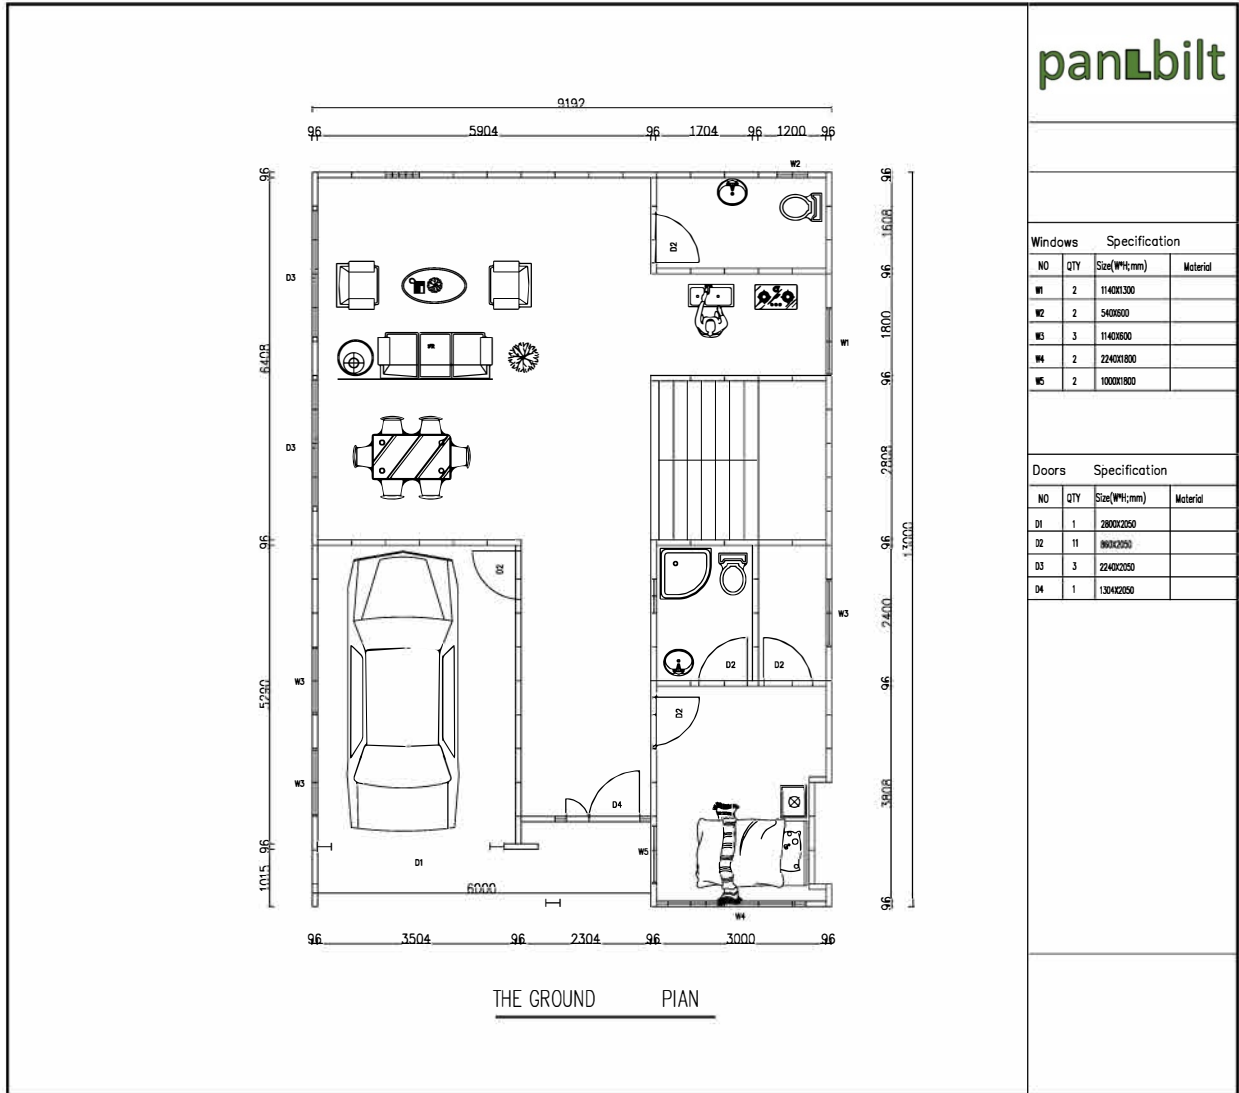 panLbilt
9192
96 5904 96 1704 96 1200 96
W2
96 6408 96 5290 96 1015
96 1608 96 1800 96 2808 96 2400 96 3808 96
13000
D2
D3
W1
D3
D2
W3
D2 D2
W3
D2
W3
D4
W5
D1
6000
W4
96 3504 96 2304 96 3000 96
THE GROUND PIAN
Windows Specification
NO QTY Size(W*H;mm) Material
W1 2 1140X1300
W2 2 540X600
W3 3 1140X600
W4 2 2240X1800
W5 2 1000X1800
Doors Specification
NO QTY Size(W*H;mm) Material
D1 1 2800X2050
D2 11 860X2050
D3 3 2240X2050
D4 1 1304X2050